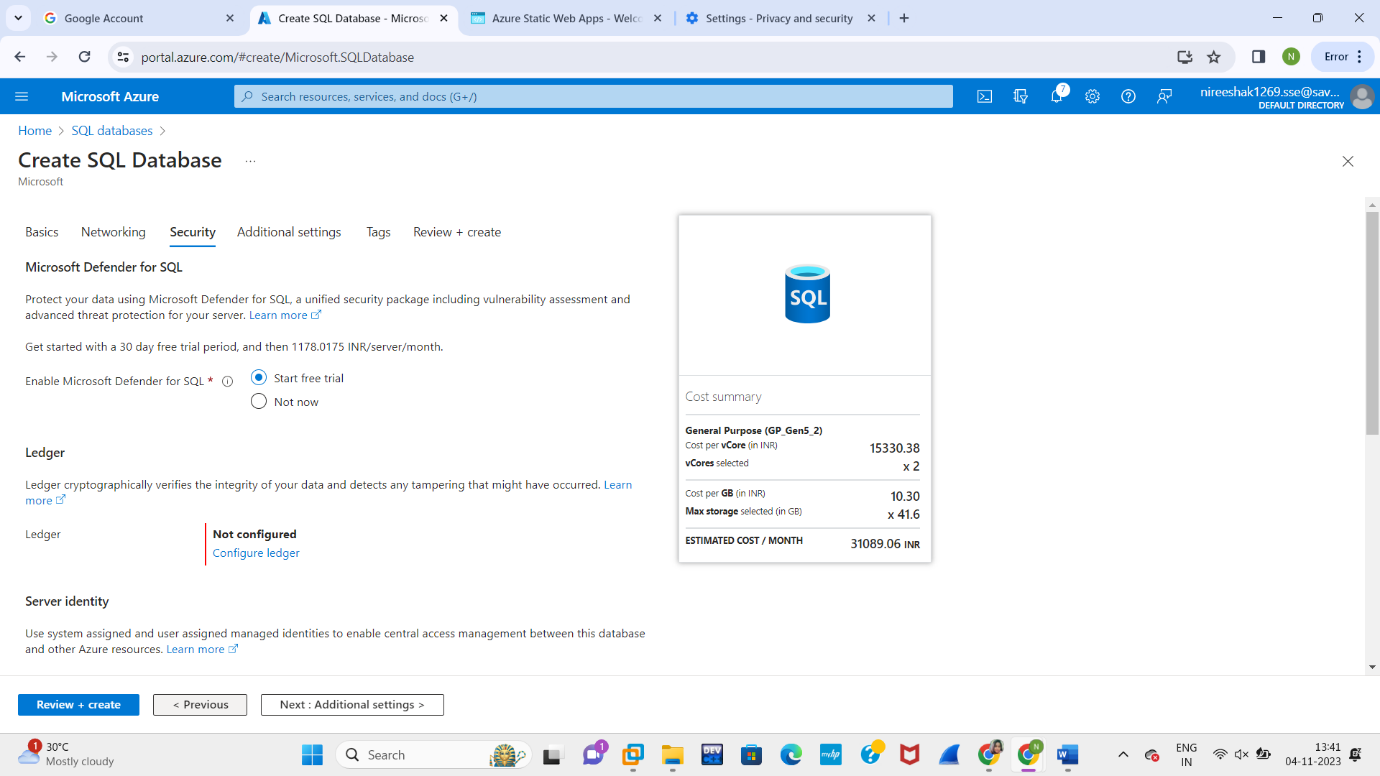 Google Account
Create SQL Database - Microso
Azure Static Web Apps - Welco
Settings - Privacy and security
portal.azure.com/#create/Microsoft.SQLDatabase
N
Error
Microsoft Azure
Search resources, services, and docs (G+/)
7
nireeshak1269.sse@sav...
DEFAULT DIRECTORY
Home > SQL databases >
Create SQL Database ...
Microsoft
Basics Networking Security Additional settings Tags Review + create
Microsoft Defender for SQL
Protect your data using Microsoft Defender for SQL, a unified security package including vulnerability assessment and
advanced threat protection for your server. Learn more
Get started with a 30 day free trial period, and then 1178.0175 INR/server/month.
Enable Microsoft Defender for SQL *
Start free trial
Not now
Ledger
Ledger cryptographically verifies the integrity of your data and detects any tampering that might have occurred. Learn
more
Ledger
Not configured
Configure ledger
Server identity
Use system assigned and user assigned managed identities to enable central access management between this database
and other Azure resources. Learn more
SQL
Cost summary
General Purpose (GP_Gen5_2)
Cost per vCore (in INR) 15330.38
vCores selected x 2
Cost per GB (in INR) 10.30
Max storage selected (in GB) x 41.6
ESTIMATED COST / MONTH 31089.06 INR
Review + create
< Previous
Next : Additional settings >
1
30°C
Mostly cloudy
Search
1
DEV
myhp
N
W
ENG
IN
13:41
04-11-2023